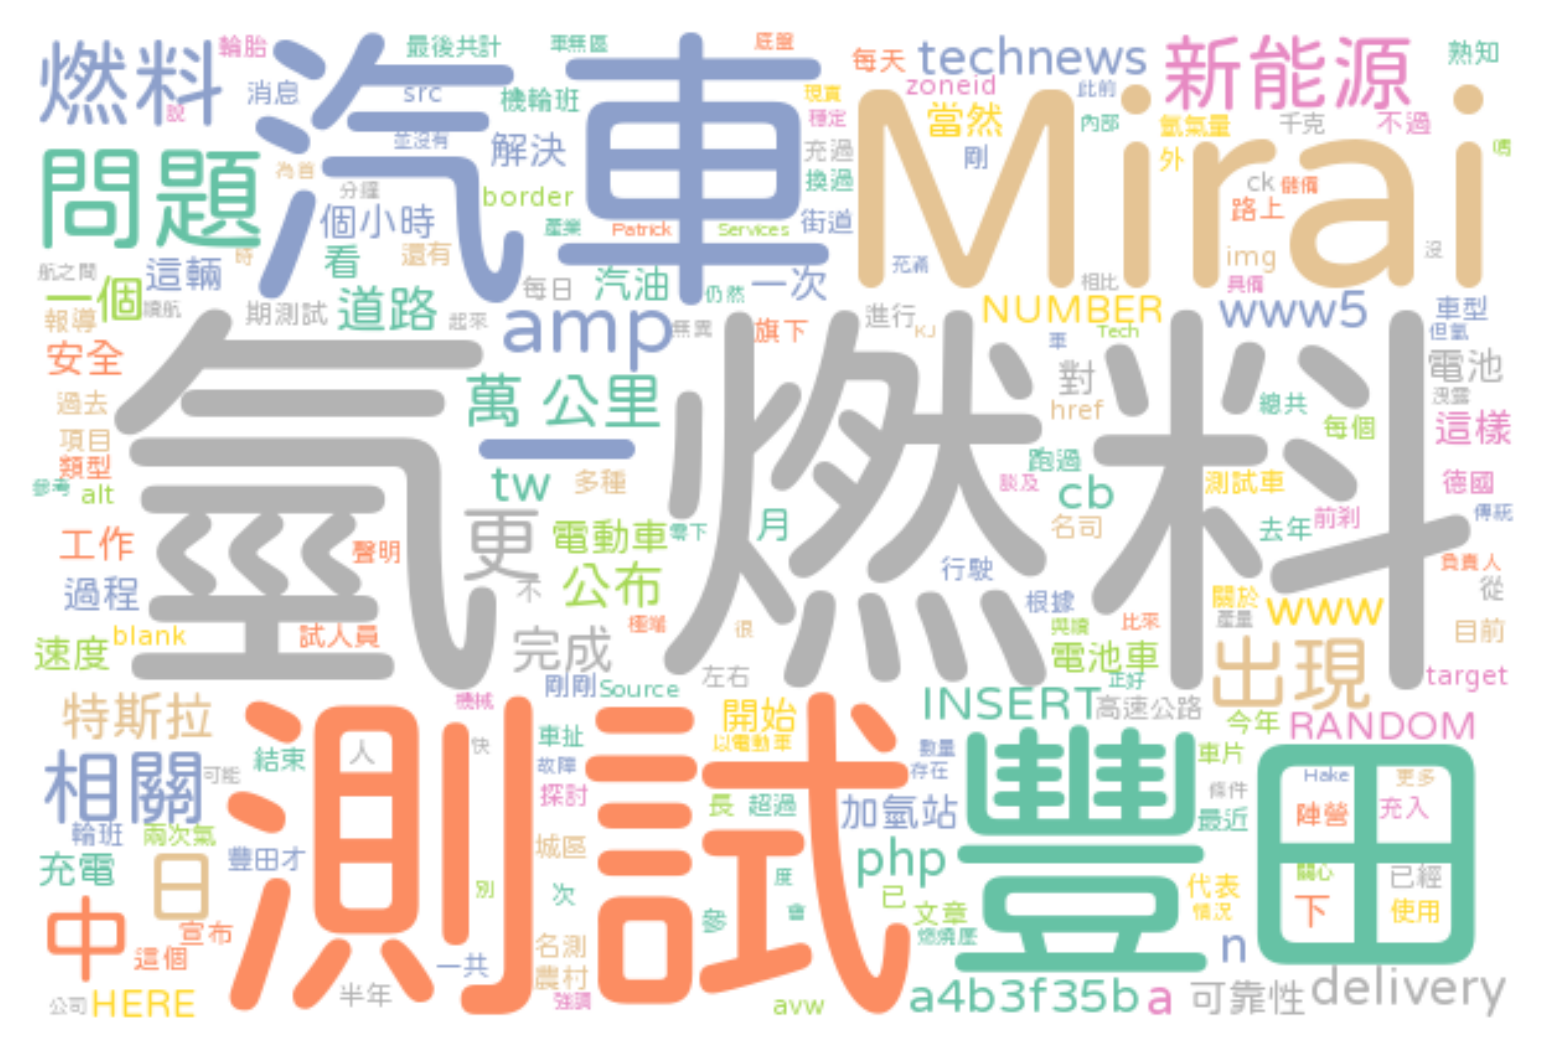 燃料
輪胎
汽車
最後共計
車無區
底盤
每天
technews
新能源
熟知
消息
src
機輪班
現實
zoneid
此前
說
穩定
當然
內部
氫氣量
千克
不過
Mirai
並沒有
解決
充過
剛
外
問題
為首
分鐘
換過
ck
儲備
border
個小時
街道
路上
產業
Patrick
Services
看
還有
時
img
沒
航之間
這輛
充滿
相比
具備
一個
續航
每日
汽油
仍然
一次
道路
期測試
報導
起來
amp
無異
旗下
進行
KJ
NUMBER
Tech
www5
車型
但氫
安全
軍
電池
氫燃料
萬 公里
對
href
總共
洩露
過去
每個
這樣
項目
類型
跑過
參考
alt
tw
多種
談及
cb
測試車
德國
更
名司
去年
前剎
傳統
工作
聲明
電動車
零下
月
過程
不
公布
行駛
根據
關於
www
負責人
從
產量
速度
blank
試人員
極端
很
與續
比來
目前
完成
電池車
出現
左右
正好
target
特斯拉
機械
剛剛
Source
開始
INSERT
高速公路
今年
RANDOM
測試
人
快
車扯
以電動車
數量
豐田
車片
相關
可能
結束
故障
存在
Hake
更多
探討
條件
輪班
兩次氣
長
超過
加氫站
最近
陣營
充入
充電
日
豐田才
城區
php
度
關心
已經
別
次
已
代表
中
參
會
文章
情況
下
使用
宣布
這個
一共
名測
燃燒厓
n
農村
公司
HERE
半年
強調
avw
a4b3f35b
a
可靠性
delivery